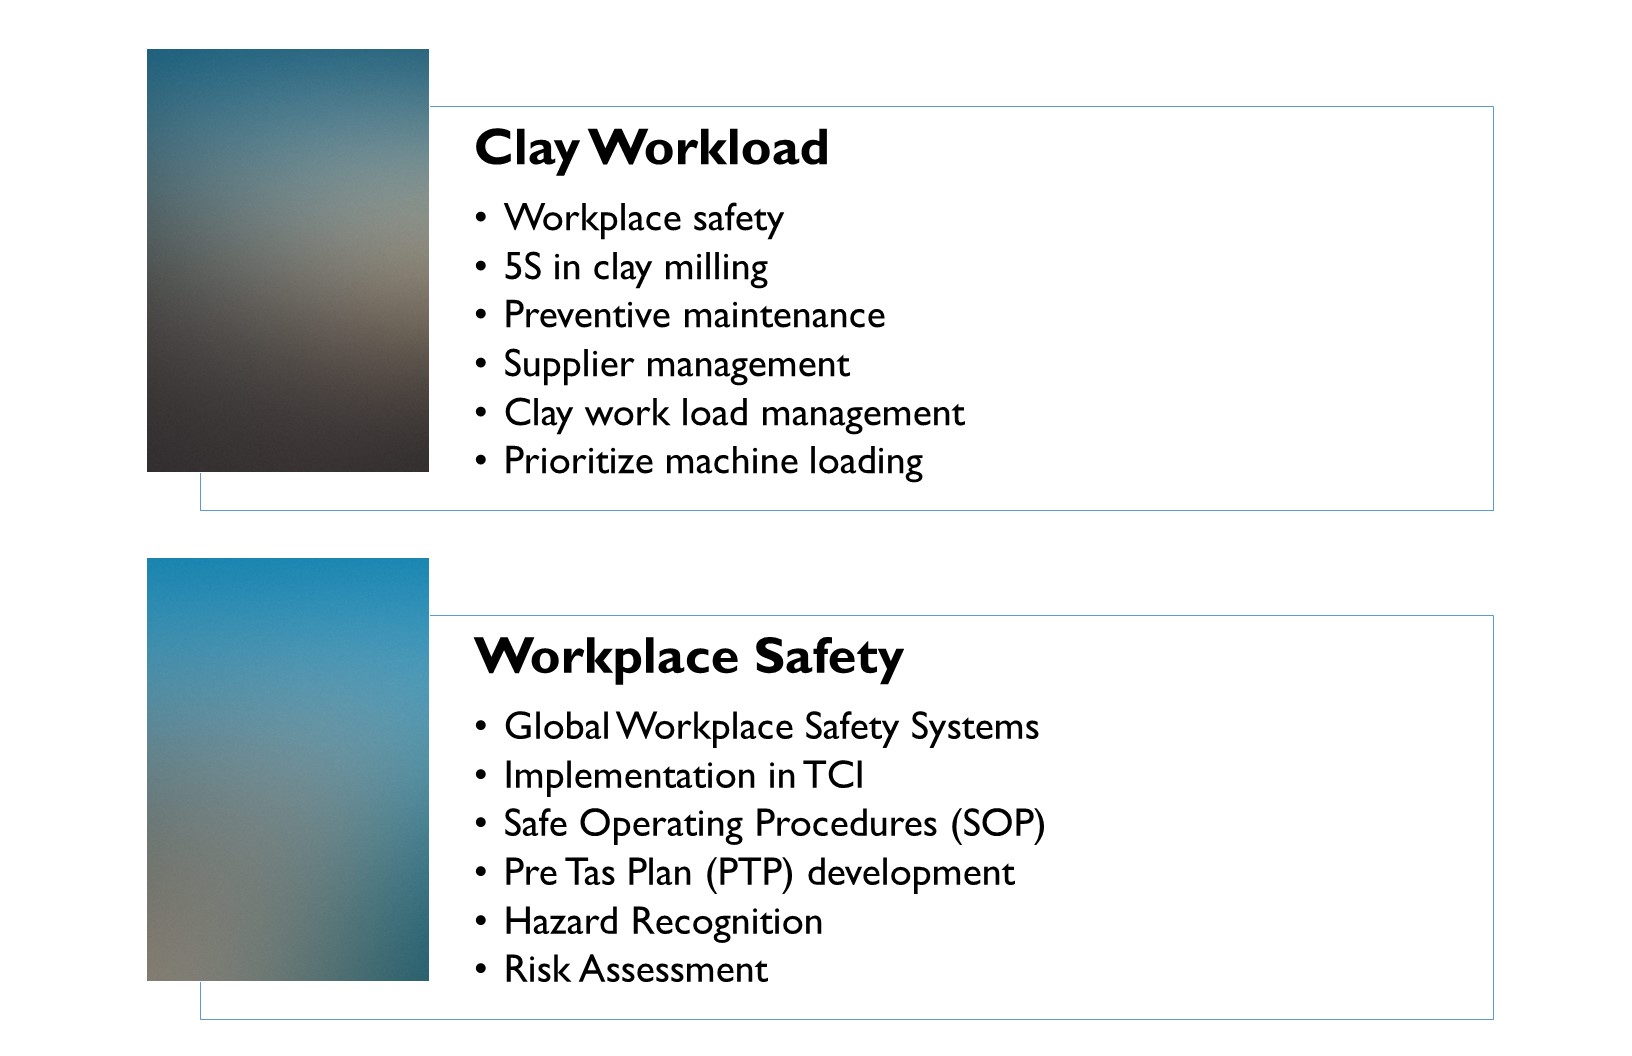 Clay Workload
• Workplace safety
• 5S in clay milling
• Preventive maintenance
• Supplier management
• Clay work load management
• Prioritize machine loading
Workplace Safety
• Global Workplace Safety Systems
• Implementation in TCI
• Safe Operating Procedures (SOP)
• Pre Tas Plan (PTP) development
• Hazard Recognition
• Risk Assessment